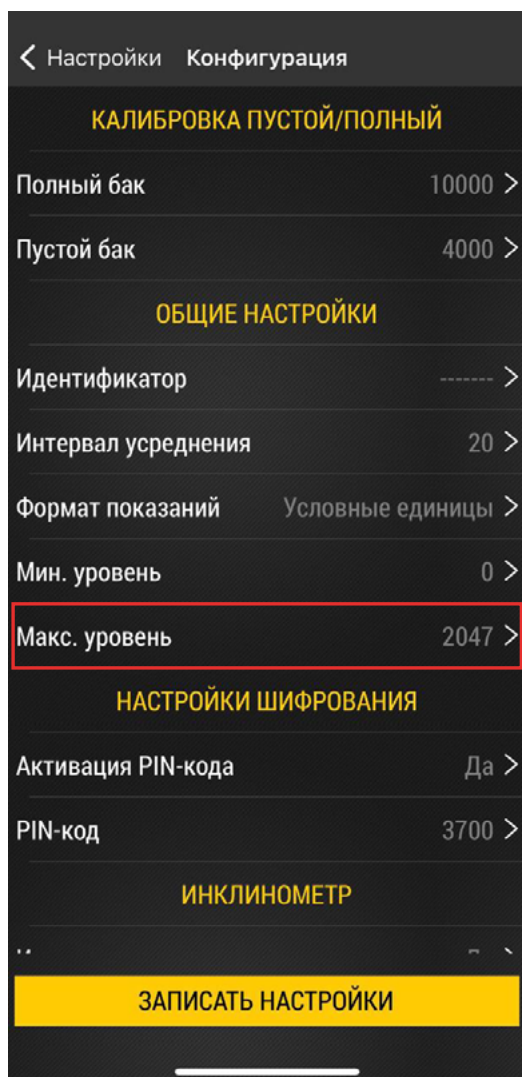 Настройки Конфигурация
КАЛИБРОВКА ПУСТОЙ/ПОЛНЫЙ
Полный бак 10000
Пустой бак 4000
ОБЩИЕ НАСТРОЙКИ
Идентификатор -------
Интервал усреднения 20
Формат показаний Условные единицы
Мин. уровень 0
Макс. уровень 2047
НАСТРОЙКИ ШИФРОВАНИЯ
Активация PIN-кода Да
PIN-код 3700
ИНКЛИНОМЕТР
ЗАПИСАТЬ НАСТРОЙКИ